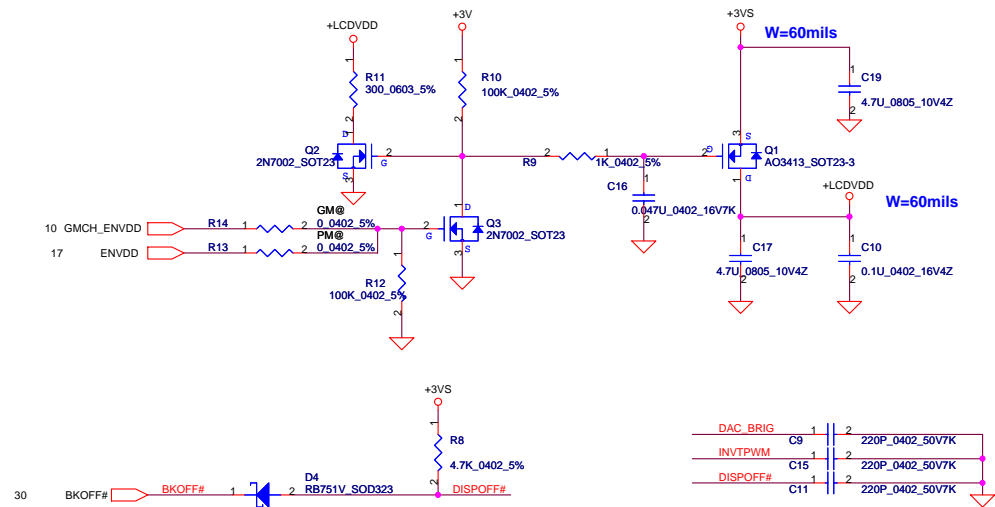 +LCDVDD
+3V
+3VS
W=60mils
1
R11
300_0603_5%
2
1
R10
100K_0402_5%
2
1
C19
4.7U_0805_10V4Z
2
Q2
2N7002_SOT23
D
1
S
3
G
2
R9
2
1
1K_0402_5%
2
G
3
S
Q1
AO3413_SOT23-3
D
1
C16
1
2
0.047U_0402_16V7K
+LCDVDD
W=60mils
10 GMCH_ENVDD
R14
1
2
GM@
0_0402_5%
PM@
17 ENVDD
R13
1
2
0_0402_5%
2
G
1
D
Q3
2N7002_SOT23
S
3
1
R12
100K_0402_5%
2
1
C17
4.7U_0805_10V4Z
2
1
C10
0.1U_0402_16V4Z
2
+3VS
1
R8
4.7K_0402_5%
2
30 BKOFF#
BKOFF#
1
D4
2
RB751V_SOD323
DISPOFF#
DAC_BRIG
1
2
C9
220P_0402_50V7K
INVTPWM
1
2
C15
220P_0402_50V7K
DISPOFF#
1
2
C11
220P_0402_50V7K